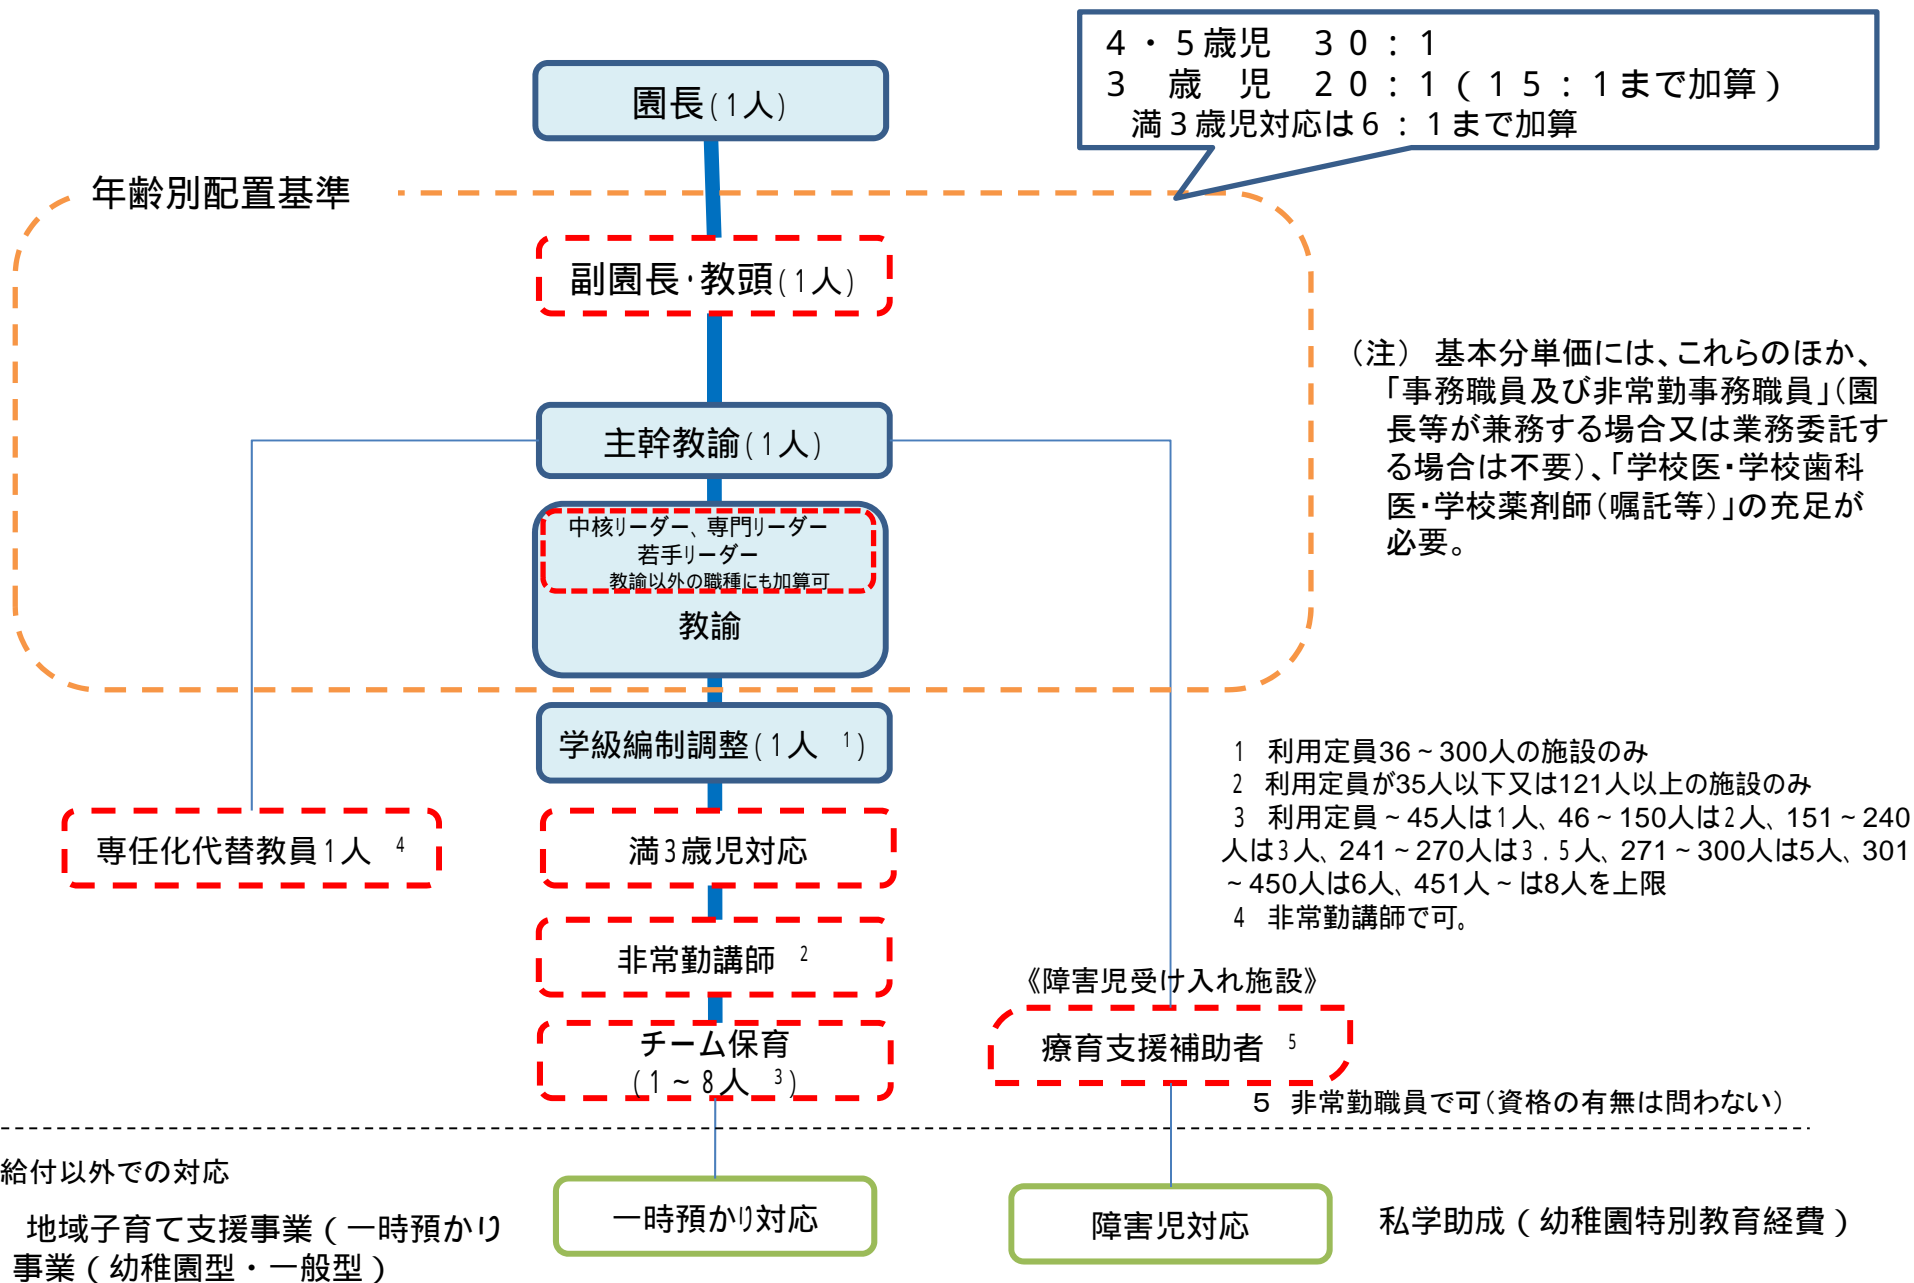 4・5歳児　30：1
3　歳　児　20：1（15：1まで加算）
満3歳児対応は6：1まで加算
園長(1人)
年齢別配置基準
副園長・教頭(1人)
主幹教諭(1人)
中核リーダー、専門リーダー
若手リーダー
教諭以外の職種にも加算可
教諭
（注） 基本分単価には、これらのほか、
「事務職員及び非常勤事務職員」（園
長等が兼務する場合又は業務委託す
る場合は不要）、「学校医・学校歯科
医・学校薬剤師（嘱託等）」の充足が
必要。
学級編制調整(1人 1)
1 利用定員36～300人の施設のみ
2 利用定員が35人以下又は121人以上の施設のみ
3 利用定員～45人は1人、46～150人は2人、151～240
人は3人、241～270人は3．5人、271～300人は5人、301
～450人は6人、451人～は8人を上限
4 非常勤講師で可。
専任化代替教員1人 4
満3歳児対応
非常勤講師 2
チーム保育
(1～8人 3)
《障害児受け入れ施設》
療育支援補助者 5
5 非常勤職員で可（資格の有無は問わない）
給付以外での対応
地域子育て支援事業（一時預かり
事業（幼稚園型・一般型）
一時預かり対応
障害児対応
私学助成（幼稚園特別教育経費）